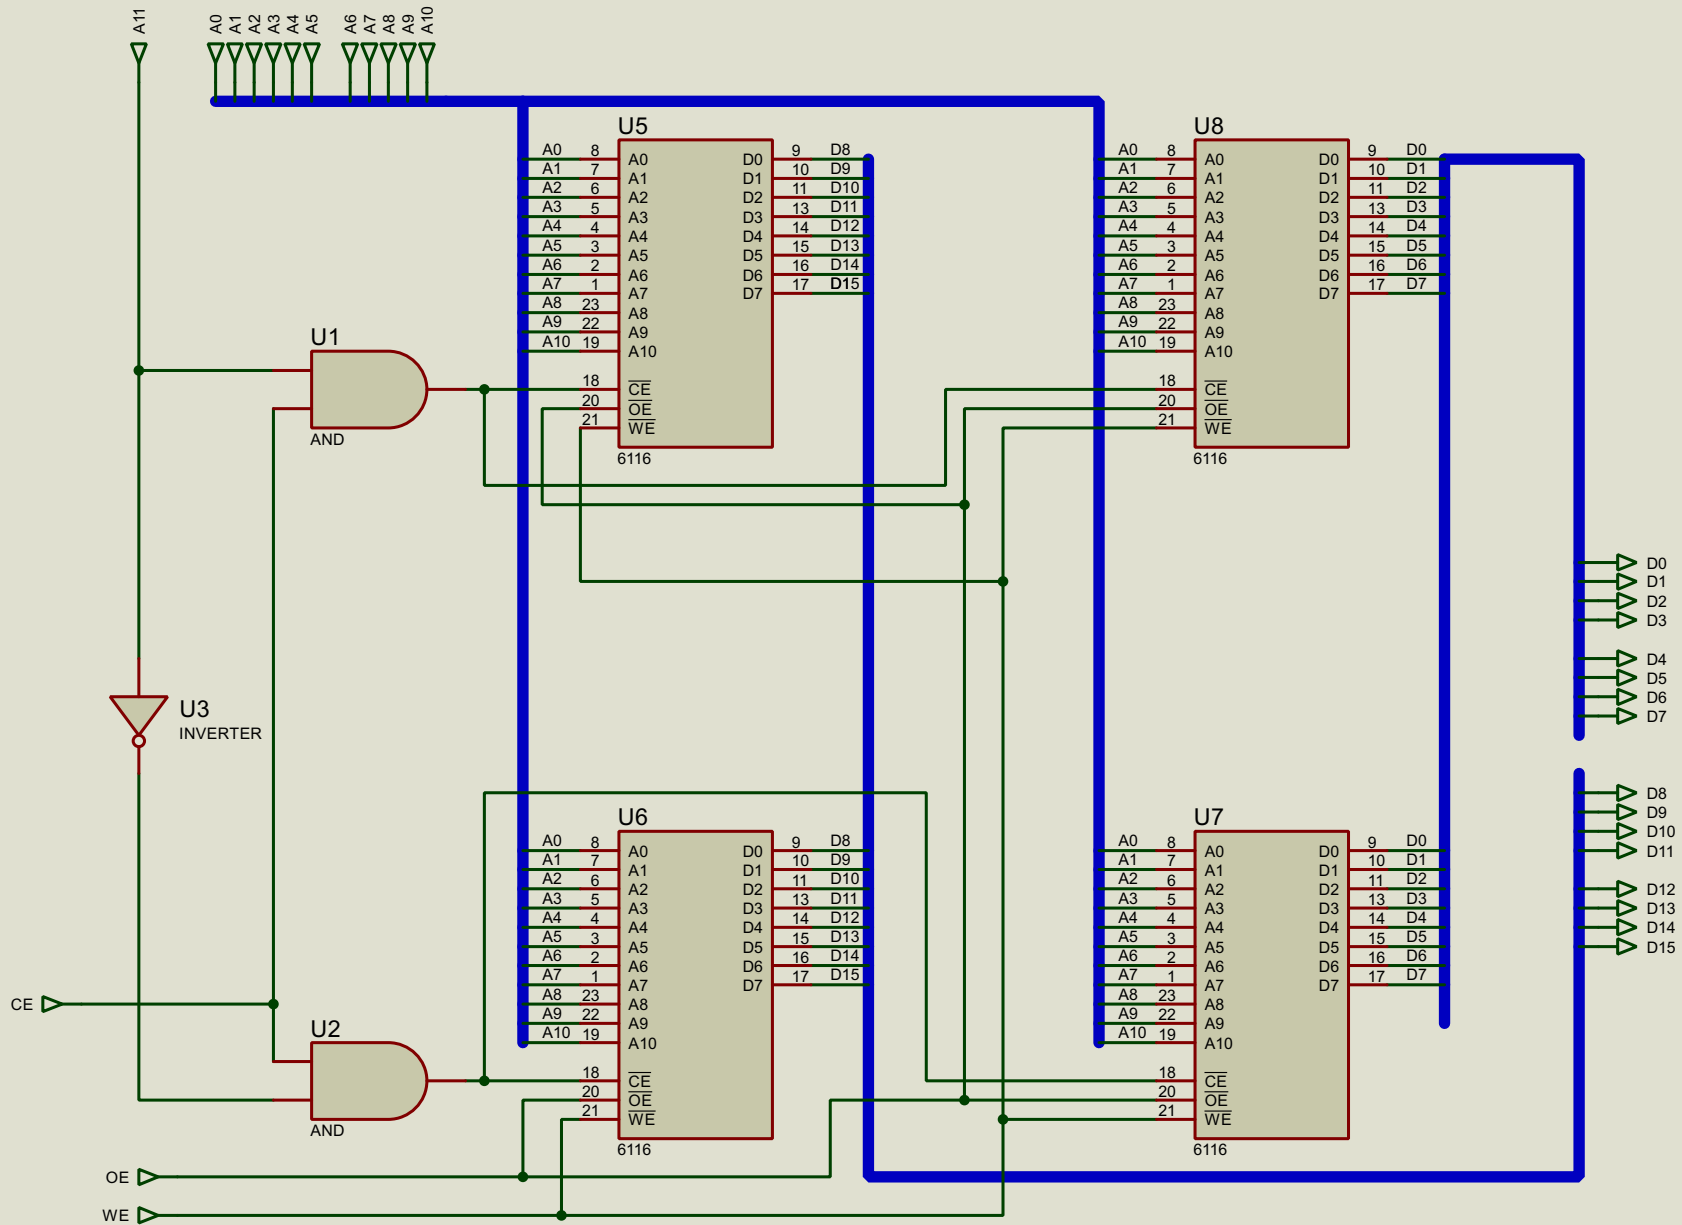 A11 A0 A1 A2 A3 A4 A5 A6 A7 A8 A9 A10
U5
A0 8 A0 D0 9 D8
A1 7 A1 D1 10 D9
A2 6 A2 D2 11 D10
A3 5 A3 D3 13 D11
A4 4 A4 D4 14 D12
A5 3 A5 D5 15 D13
A6 2 A6 D6 16 D14
A7 1 A7 D7 17 D15
A8 23 A8
A9 22 A9
A10 19 A10
18 CE
20 OE
21 WE
6116
U8
A0 8 A0 D0 9 D0
A1 7 A1 D1 10 D1
A2 6 A2 D2 11 D2
A3 5 A3 D3 13 D3
A4 4 A4 D4 14 D4
A5 3 A5 D5 15 D5
A6 2 A6 D6 16 D6
A7 1 A7 D7 17 D7
A8 23 A8
A9 22 A9
A10 19 A10
18 CE
20 OE
21 WE
6116
U1
AND
U3
INVERTER
D0
D1
D2
D3
D4
D5
D6
D7
D8
D9
D10
D11
D12
D13
D14
D15
U6
A0 8 A0 D0 9 D8
A1 7 A1 D1 10 D9
A2 6 A2 D2 11 D10
A3 5 A3 D3 13 D11
A4 4 A4 D4 14 D12
A5 3 A5 D5 15 D13
A6 2 A6 D6 16 D14
A7 1 A7 D7 17 D15
A8 23 A8
A9 22 A9
A10 19 A10
18 CE
20 OE
21 WE
6116
U7
A0 8 A0 D0 9 D0
A1 7 A1 D1 10 D1
A2 6 A2 D2 11 D2
A3 5 A3 D3 13 D3
A4 4 A4 D4 14 D4
A5 3 A5 D5 15 D5
A6 2 A6 D6 16 D6
A7 1 A7 D7 17 D7
A8 23 A8
A9 22 A9
A10 19 A10
18 CE
20 OE
21 WE
6116
CE
U2
AND
OE
WE